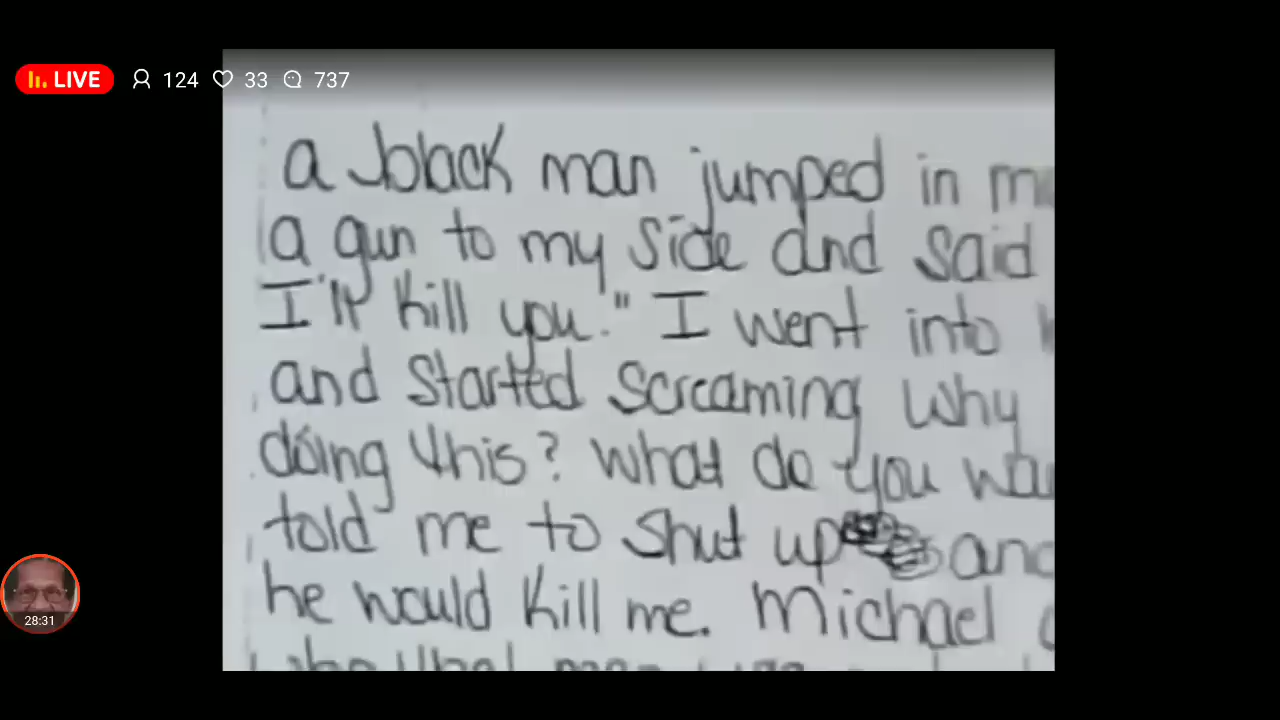 LIVE 124 33 737
a black man jumped in
a gun to my side and said
I'll kill you." I went into
and started screaming why
doing this? What do you
told me to shut up and
he would kill me. Michael
28:31